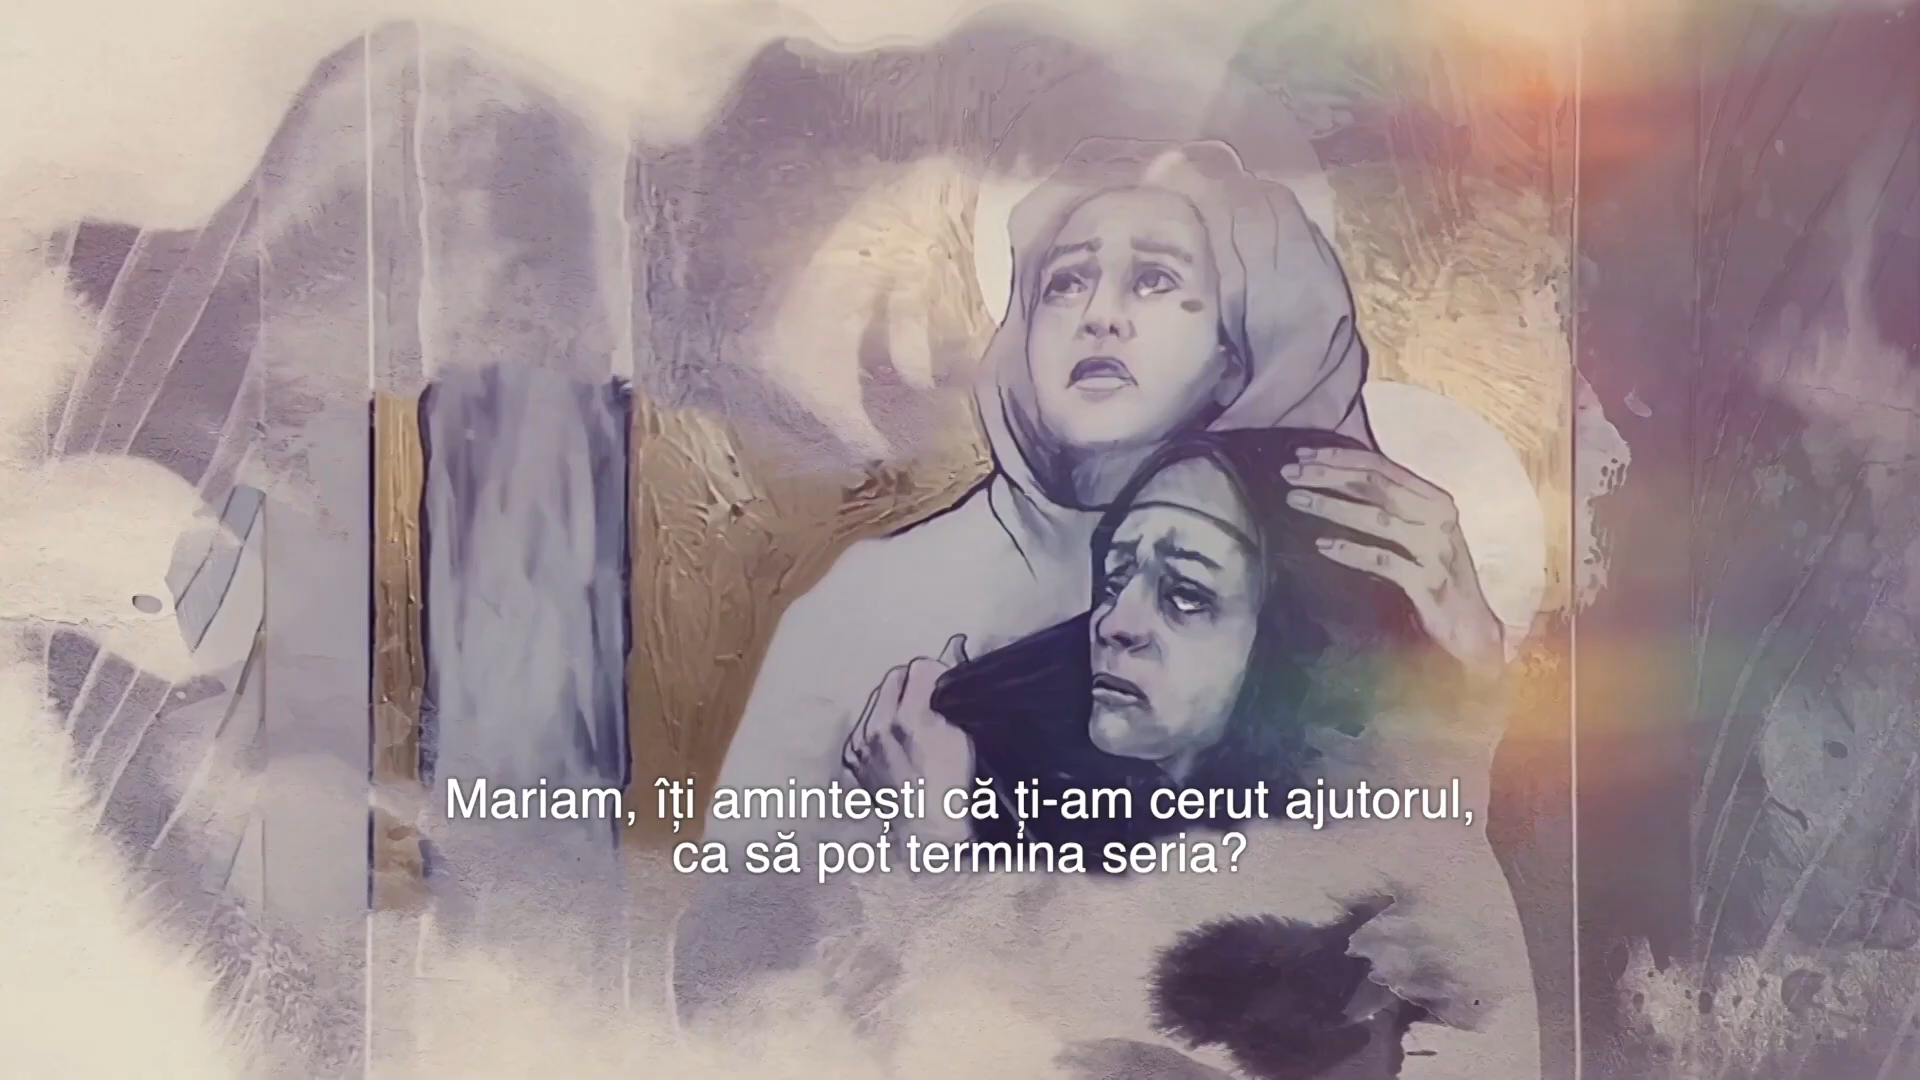 Mariam, îți amintești că ți-am cerut ajutorul,
ca să pot termina seria?